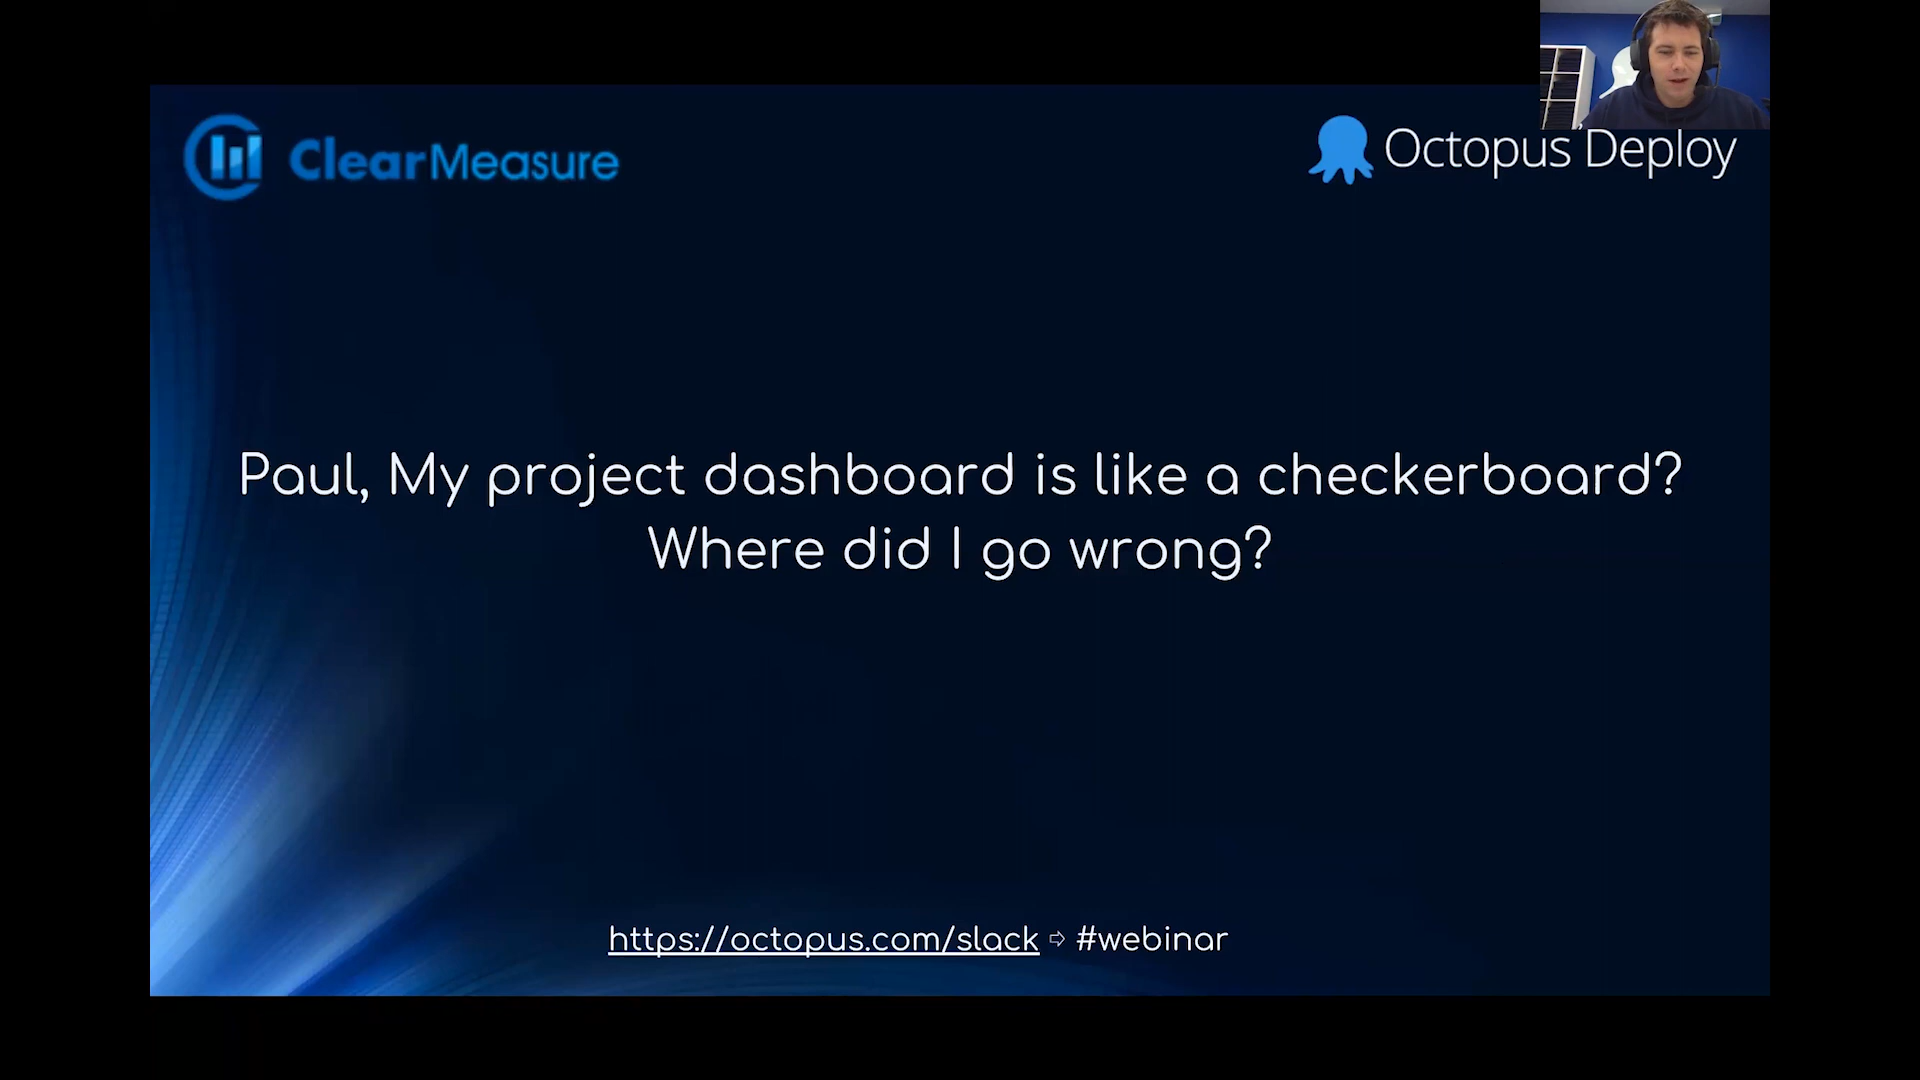 ClearMeasure
Octopus Deploy
Paul, My project dashboard is like a checkerboard?
Where did I go wrong?
https://octopus.com/slack ⇨ #webinar